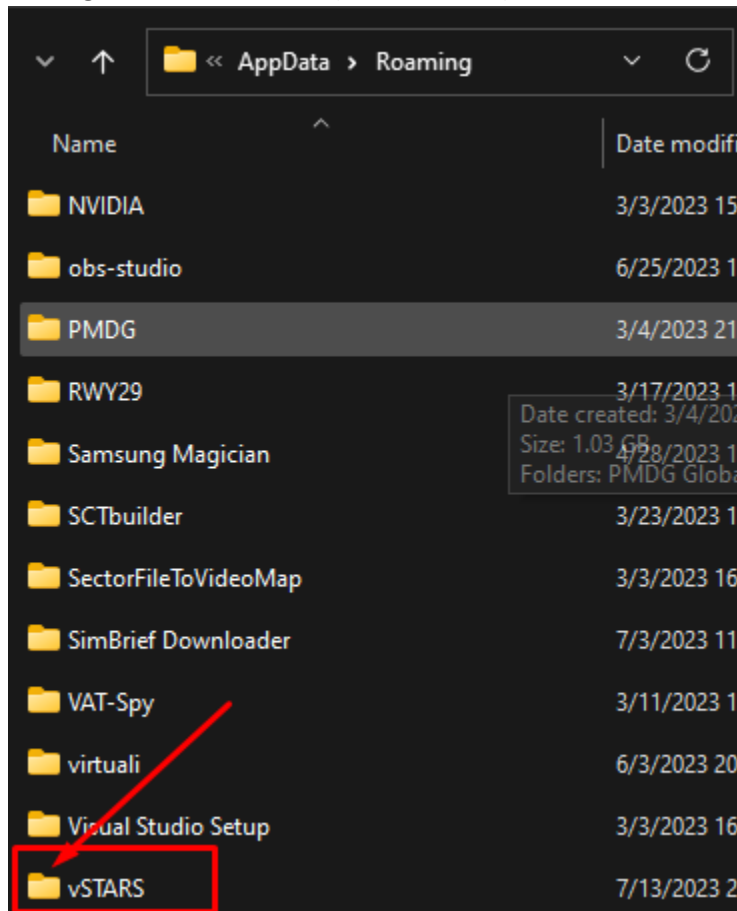 « AppData > Roaming
Name Date modifi
NVIDIA 3/3/2023 15
obs-studio 6/25/2023 1
PMDG 3/4/2023 21
RWY29 3/17/2023 1
Date created: 3/4/202
Samsung Magician 4/28/2023 1
Size: 1.03 GB
Folders: PMDG Globa
SCTbuilder 3/23/2023 1
SectorFileToVideoMap 3/3/2023 16
SimBrief Downloader 7/3/2023 11
VAT-Spy 3/11/2023 1
virtuali 6/3/2023 20
Visual Studio Setup 3/3/2023 16
vSTARS 7/13/2023 2